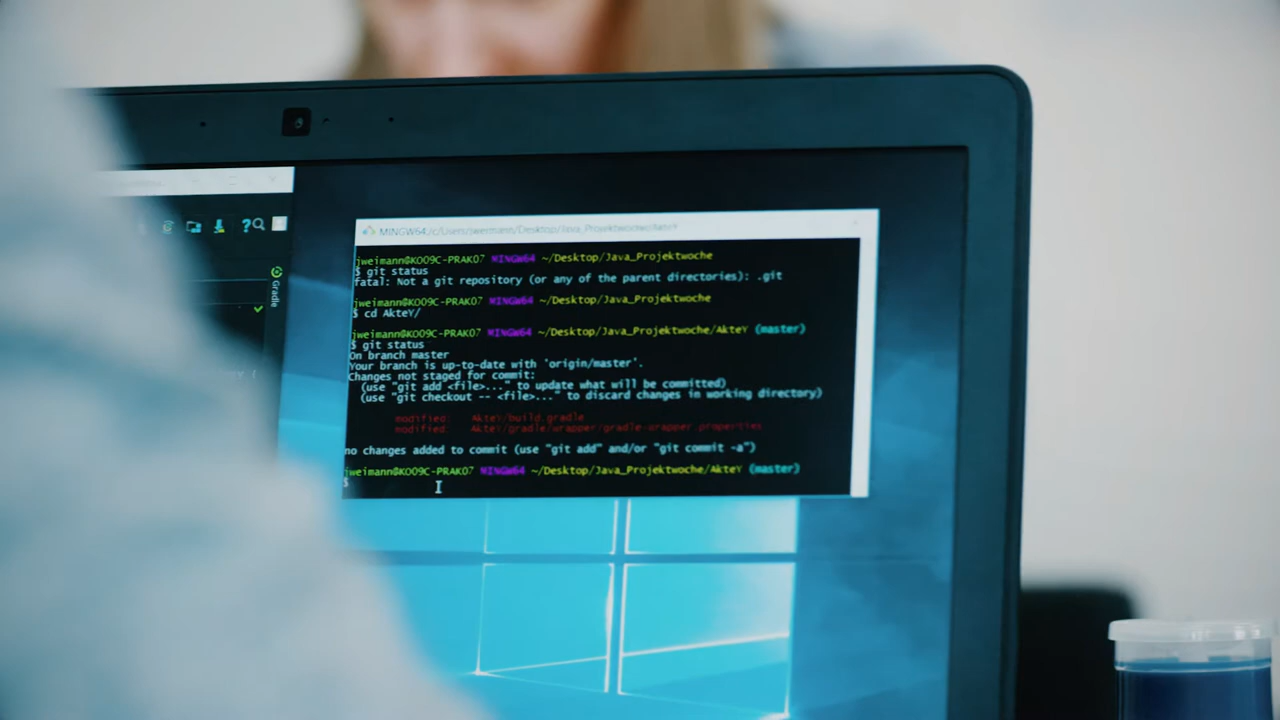 MINGW64:/c/Users/jweimann/Desktop/Java_Projektwoche/AkteY
jweimann@KO09C-PRAK07 MINGW64 ~/Desktop/Java_Projektwoche
$ git status
fatal: Not a git repository (or any of the parent directories): .git
jweimann@KO09C-PRAK07 MINGW64 ~/Desktop/Java_Projektwoche
$ cd AkteY/
jweimann@KO09C-PRAK07 MINGW64 ~/Desktop/Java_Projektwoche/AkteY (master)
$ git status
On branch master
Your branch is up-to-date with 'origin/master'.
Changes not staged for commit:
(use "git add <file>..." to update what will be committed)
(use "git checkout -- <file>..." to discard changes in working directory)
modified: AkteY/build.gradle
modified: AkteY/gradle/wrapper/gradle-wrapper.properties
no changes added to commit (use "git add" and/or "git commit -a")
jweimann@KO09C-PRAK07 MINGW64 ~/Desktop/Java_Projektwoche/AkteY (master)
$
Gradle